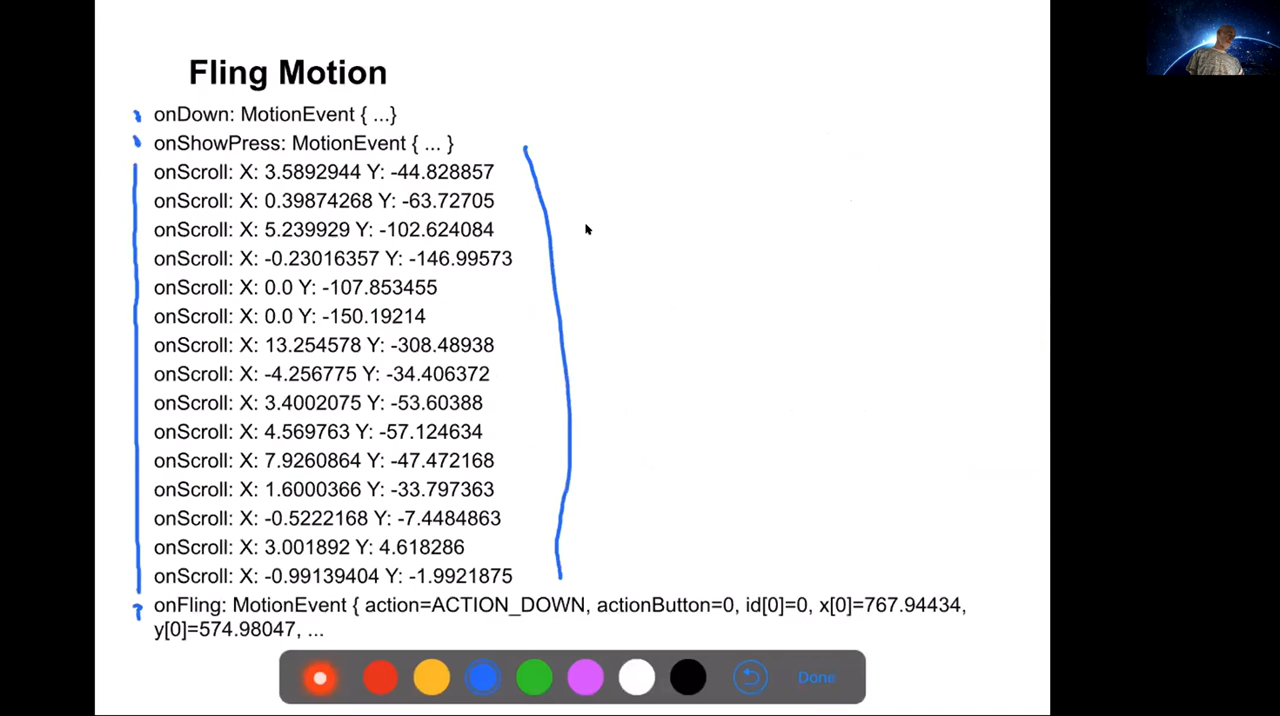 Fling Motion
onDown: MotionEvent { ...}
onShowPress: MotionEvent { ... }
onScroll: X: 3.5892944 Y: -44.828857
onScroll: X: 0.39874268 Y: -63.72705
onScroll: X: 5.239929 Y: -102.624084
onScroll: X: -0.23016357 Y: -146.99573
onScroll: X: 0.0 Y: -107.853455
onScroll: X: 0.0 Y: -150.19214
onScroll: X: 13.254578 Y: -308.48938
onScroll: X: -4.256775 Y: -34.406372
onScroll: X: 3.4002075 Y: -53.60388
onScroll: X: 4.569763 Y: -57.124634
onScroll: X: 7.9260864 Y: -47.472168
onScroll: X: 1.6000366 Y: -33.797363
onScroll: X: -0.5222168 Y: -7.4484863
onScroll: X: 3.001892 Y: 4.618286
onScroll: X: -0.99139404 Y: -1.9921875
onFling: MotionEvent { action=ACTION_DOWN, actionButton=0, id[0]=0, x[0]=767.94434,
y[0]=574.98047, ...
Done